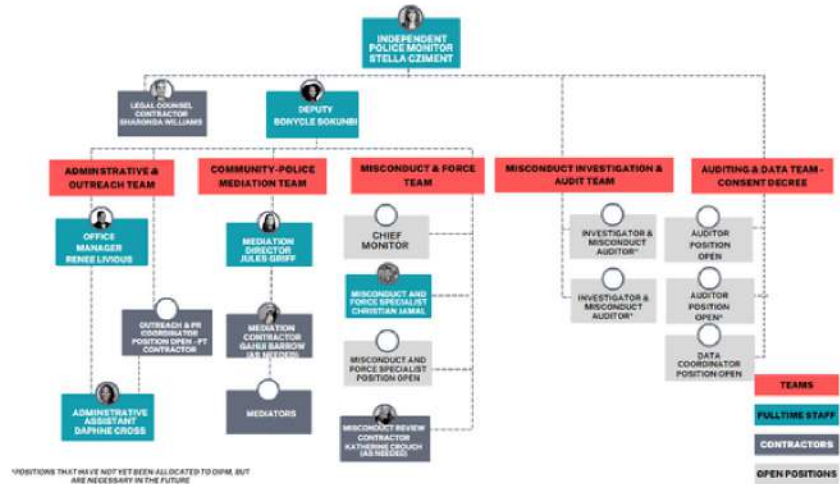 INDEPENDENT
POLICE MONITOR
STELLA CZIMENT
LEGAL COUNSEL
CONTRACTOR
SHARONDA WILLIAMS
DEPUTY
BONYCLE SOKUNBI
ADMINSTRATIVE &
OUTREACH TEAM
COMMUNITY-POLICE
MEDIATION TEAM
MISCONDUCT & FORCE
TEAM
MISCONDUCT INVESTIGATION &
AUDIT TEAM
AUDITING & DATA TEAM -
CONSENT DECREE
OFFICE
MANAGER
RENEE LIVIOUS
OUTREACH & PR
COORDINATOR
POSITION OPEN -PT
CONTRACTOR
ADMINSTRATIVE
ASSISTANT
DAPHNE CROSS
MEDIATION
DIRECTOR
JULES GRIFF
MEDIATION
CONTRACTOR
GAHIJI BARROW
(AS NEEDED)
MEDIATORS
CHIEF
MONITOR
MISCONDUCT AND
FORCE SPECIALIST
CHRISTIAN JAMAL
MISCONDUCT AND
FORCE SPECIALIST
POSITION OPEN
MISCONDUCT REVIEW
CONTRACTOR
KATHERINE CROUCH
(AS NEEDED)
INVESTIGATOR &
MISCONDUCT
AUDITOR*
INVESTIGATOR &
MISCONDUCT
AUDITOR*
AUDITOR
POSITION
OPEN
AUDITOR
POSITION
OPEN*
DATA
COORDINATOR
POSITION OPEN
TEAMS
FULLTIME STAFF
CONTRACTORS
OPEN POSITIONS
*POSITIONS THAT HAVE NOT YET BEEN ALLOCATED TO OIPM, BUT
ARE NECESSARY IN THE FUTURE